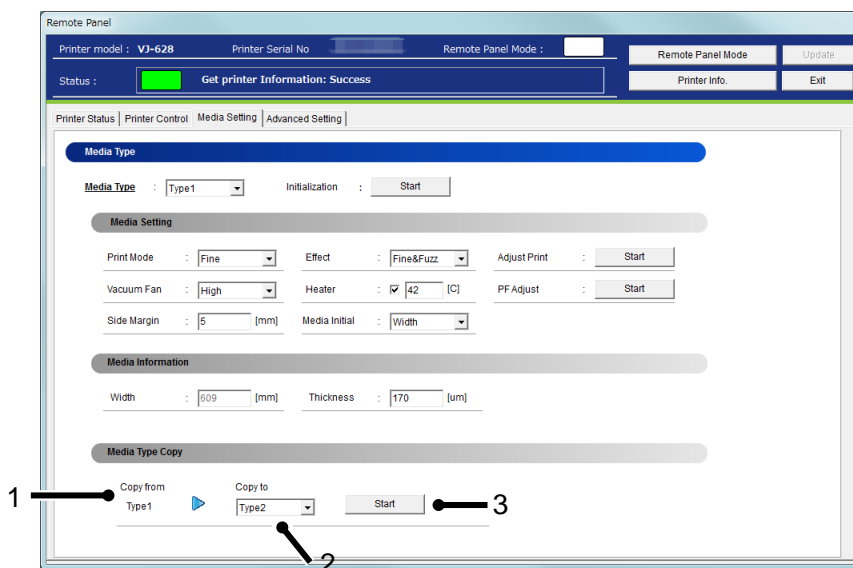 Remote Panel
Printer model : VJ-628 Printer Serial No Remote Panel Mode : Remote Panel Mode Update
Status : Get printer Information: Success Printer Info. Exit
Printer Status Printer Control Media Setting Advanced Setting
Media Type
Media Type : Type1 Initialization : Start
Media Setting
Print Mode : Fine Effect : Fine&Fuzz Adjust Print : Start
Vacuum Fan : High Heater : 42 [C] PF Adjust : Start
Side Margin : 5 [mm] Media Initial : Width
Media Information
Width : 609 [mm] Thickness : 170 [um]
Media Type Copy
Copy from Copy to
1 Type1 Type2 Start 3
2